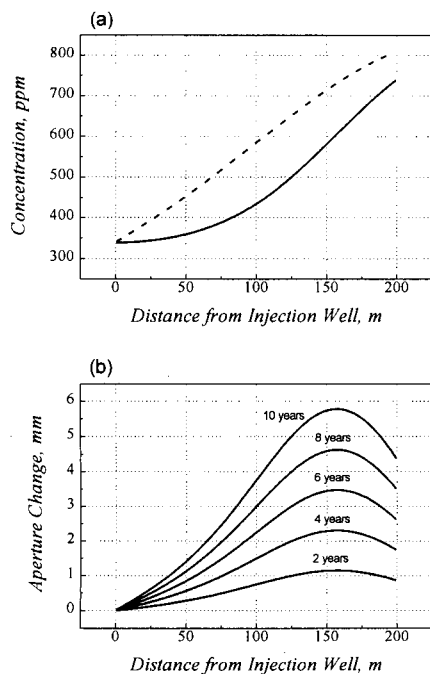 (a)
800
700
600
500
400
300
Concentration, ppm
0 50 100 150 200
Distance from Injection Well, m
(b)
6
5
4
3
2
1
0
Aperture Change, mm
10 years
8 years
6 years
4 years
2 years
0 50 100 150 200
Distance from Injection Well, m